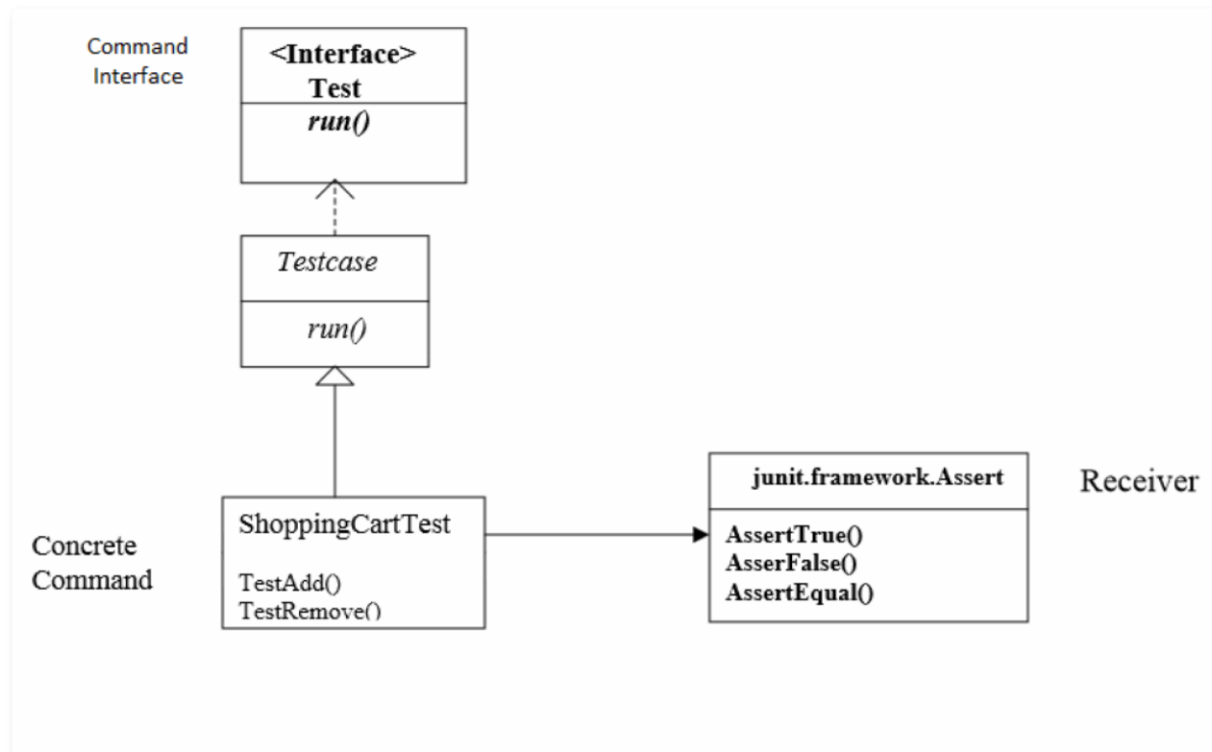 Command
Interface
<Interface>
Test
run()
Testcase
run()
ShoppingCartTest
TestAdd()
TestRemove()
Concrete
Command
junit.framework.Assert
AssertTrue()
AsserFalse()
AssertEqual()
Receiver